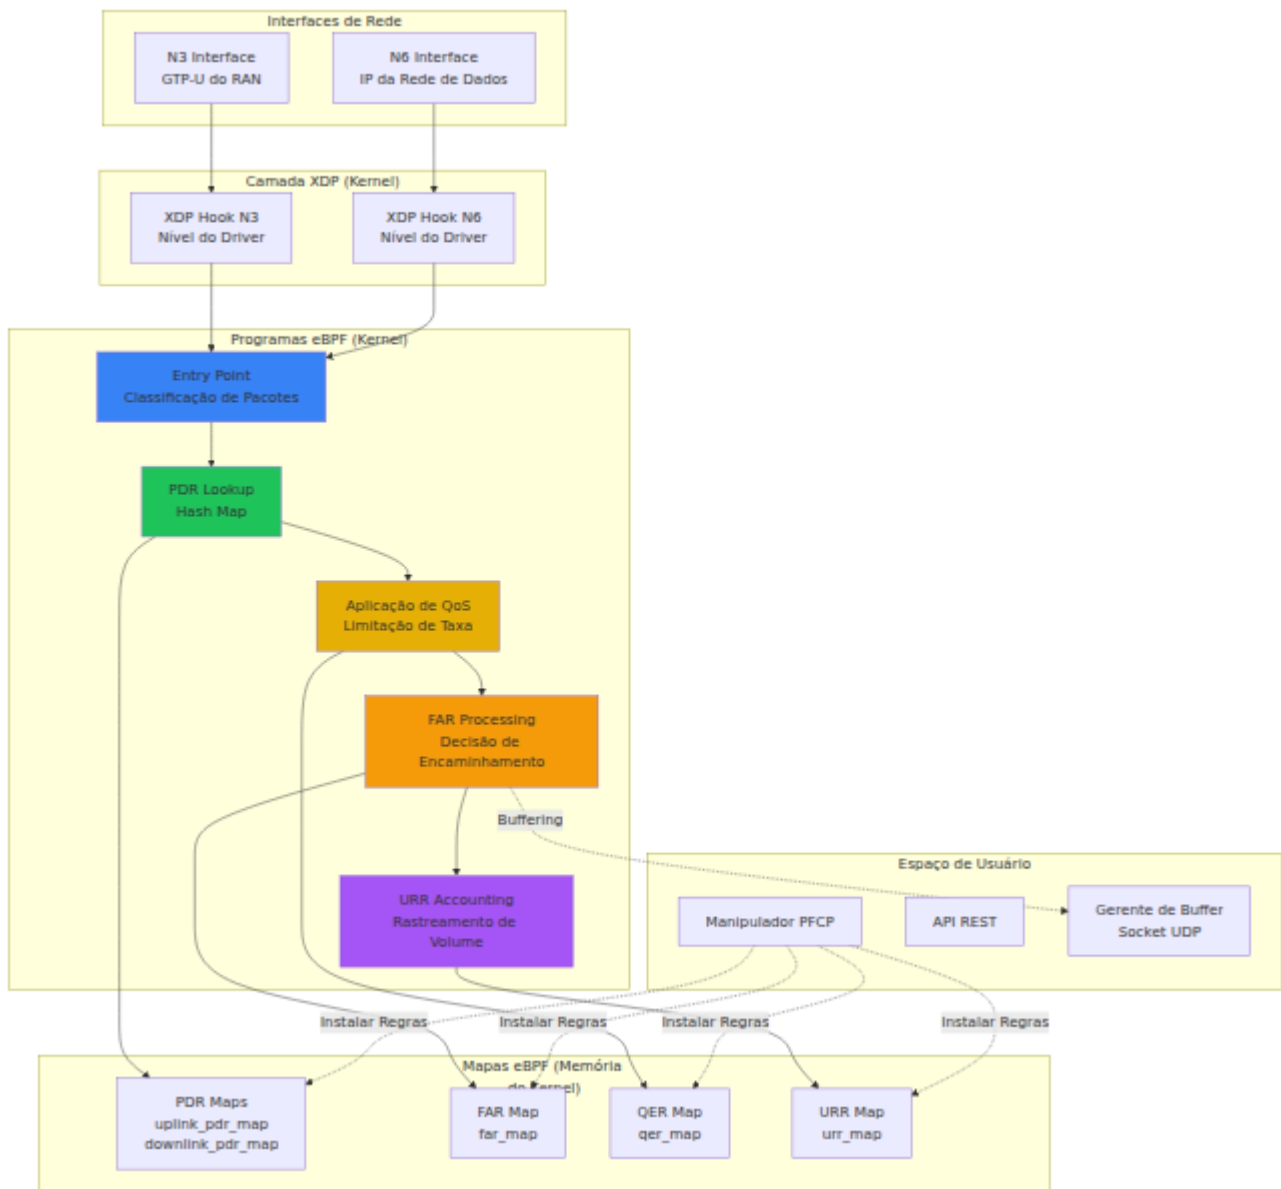 Interfaces de Rede
N3 Interface
GTP-U do RAN
N6 Interface
IP da Rede de Dados
Camada XDP (Kernel)
XDP Hook N3
Nível do Driver
XDP Hook N6
Nível do Driver
Programas eBPF (Kernel)
Entry Point
Classificação de Pacotes
PDR Lookup
Hash Map
Aplicação de QoS
Limitação de Taxa
FAR Processing
Decisão de
Encaminhamento
Buffering
URR Accounting
Rastreamento de
Volume
Espaço de Usuário
Manipulador PFCP
API REST
Gerente de Buffer
Socket UDP
Instalar Regras
Instalar Regras
Instalar Regras
Instalar Regras
Mapas eBPF (Memória
do Kernel)
PDR Maps
uplink_pdr_map
downlink_pdr_map
FAR Map
far_map
QER Map
qer_map
URR Map
urr_map